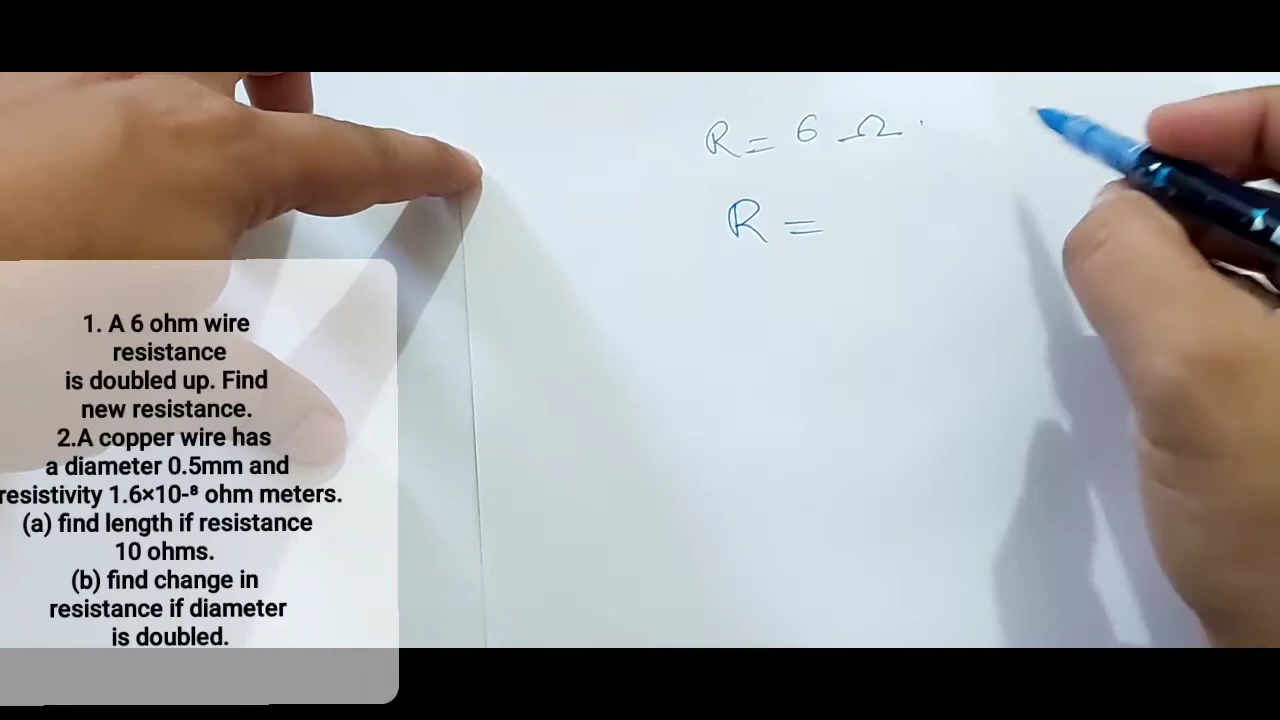 R = 6 Ω.
R =
1. A 6 ohm wire
resistance
is doubled up. Find
new resistance.
2.A copper wire has
a diameter 0.5mm and
resistivity 1.6×10-⁸ ohm meters.
(a) find length if resistance
10 ohms.
(b) find change in
resistance if diameter
is doubled.